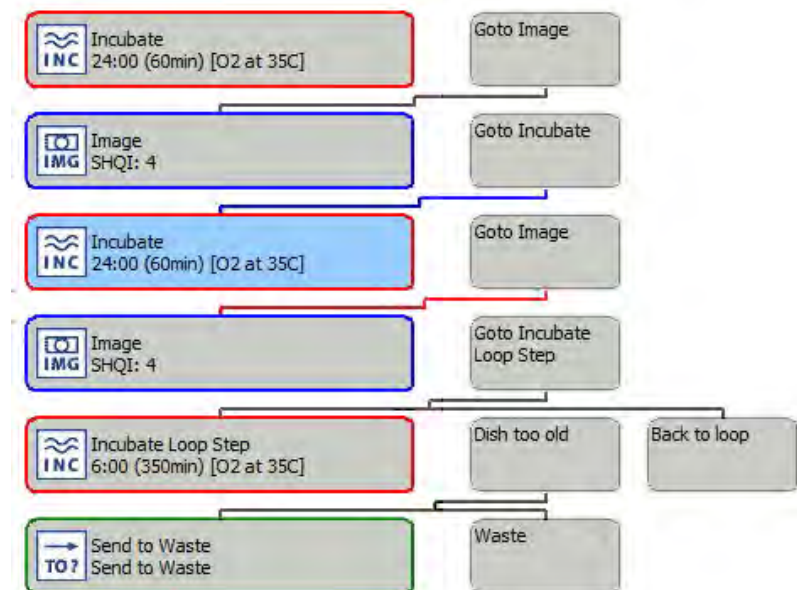 INC
Incubate
24:00 (60min) [O2 at 35C]
Goto Image
IMG
Image
SHQI: 4
Goto Incubate
INC
Incubate
24:00 (60min) [O2 at 35C]
Goto Image
IMG
Image
SHQI: 4
Goto Incubate
Loop Step
INC
Incubate Loop Step
6:00 (350min) [O2 at 35C]
Dish too old
Back to loop
TO?
Send to Waste
Send to Waste
Waste